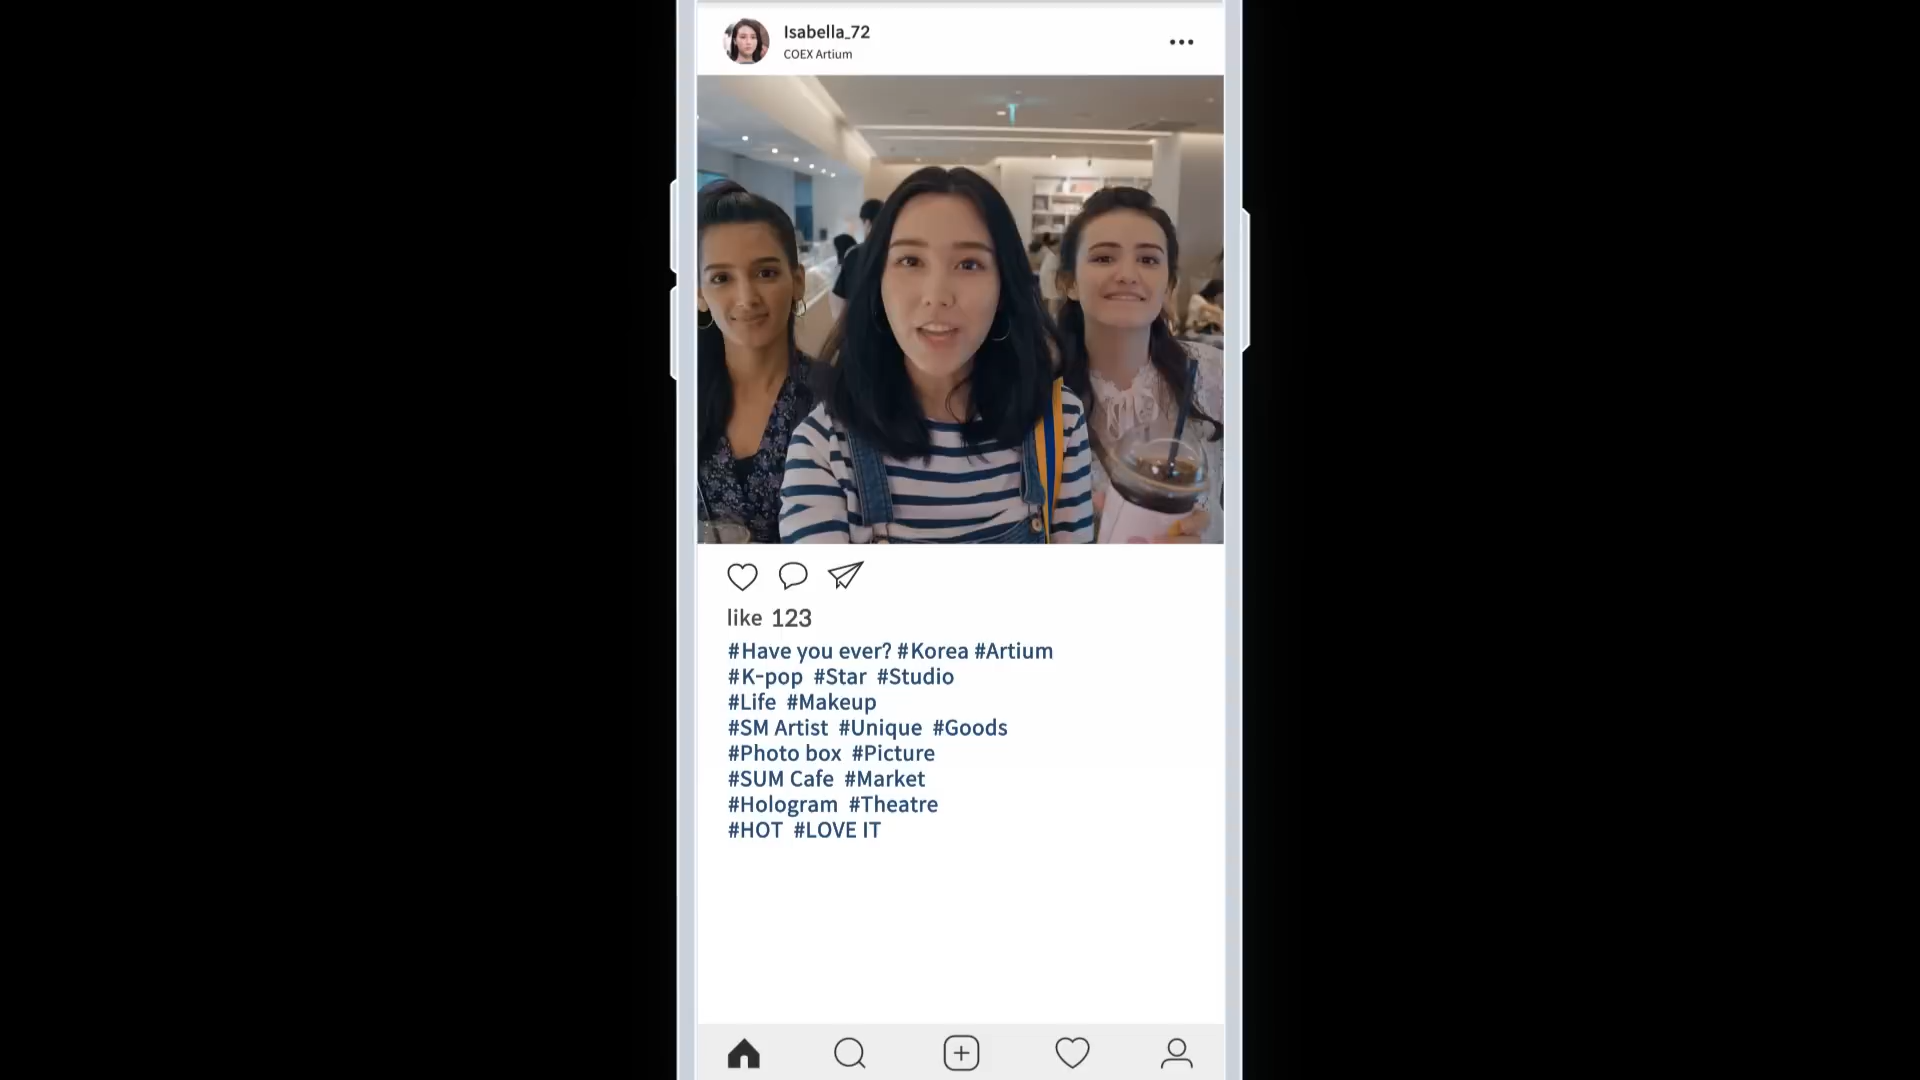 Isabella_72
COEX Artium
like 123
#Have you ever? #Korea #Artium
#K-pop #Star #Studio
#Life #Makeup
#SM Artist #Unique #Goods
#Photo box #Picture
#SUM Cafe #Market
#Hologram #Theatre
#HOT #LOVE IT